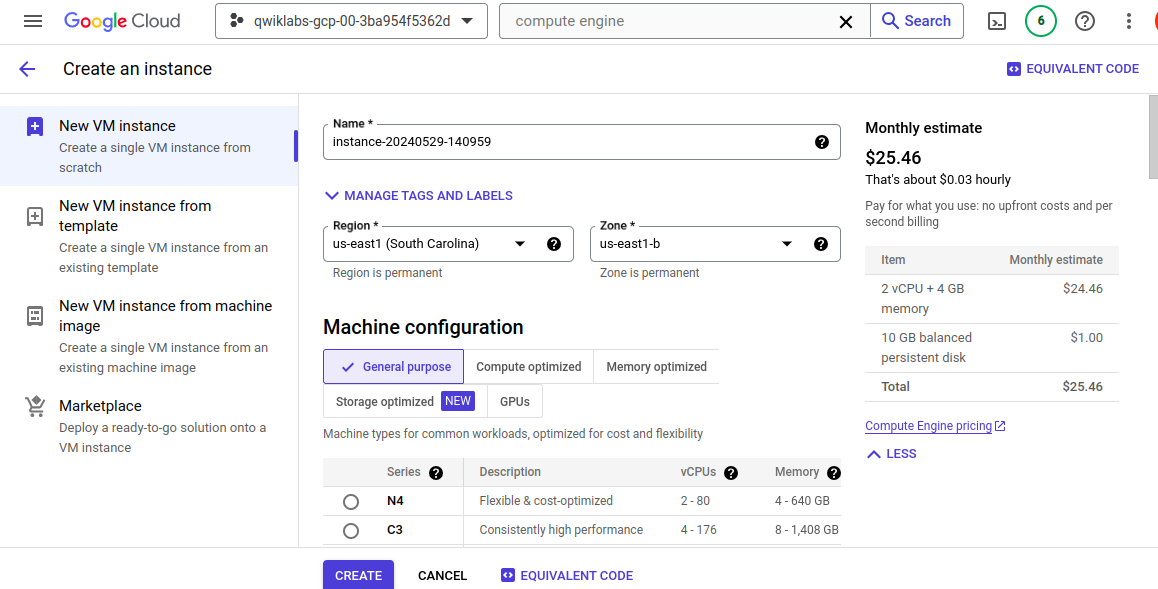 Google Cloud
qwiklabs-gcp-00-3ba954f5362d
compute engine
Search
6
Create an instance
EQUIVALENT CODE
New VM instance
Create a single VM instance from
scratch
New VM instance from
template
Create a single VM instance from an
existing template
New VM instance from machine
image
Create a single VM instance from an
existing machine image
Marketplace
Deploy a ready-to-go solution onto a
VM instance
Name *
instance-20240529-140959
MANAGE TAGS AND LABELS
Region *
us-east1 (South Carolina)
Region is permanent
Zone *
us-east1-b
Zone is permanent
Machine configuration
General purpose
Compute optimized
Memory optimized
Storage optimized NEW
GPUs
Machine types for common workloads, optimized for cost and flexibility
Series Description vCPUs Memory
N4 Flexible & cost-optimized 2 - 80 4 - 640 GB
C3 Consistently high performance 4 - 176 8 - 1,408 GB
CREATE
CANCEL
EQUIVALENT CODE
Monthly estimate
$25.46
That's about $0.03 hourly
Pay for what you use: no upfront costs and per
second billing
Item Monthly estimate
2 vCPU + 4 GB $24.46
memory
10 GB balanced $1.00
persistent disk
Total $25.46
Compute Engine pricing
LESS